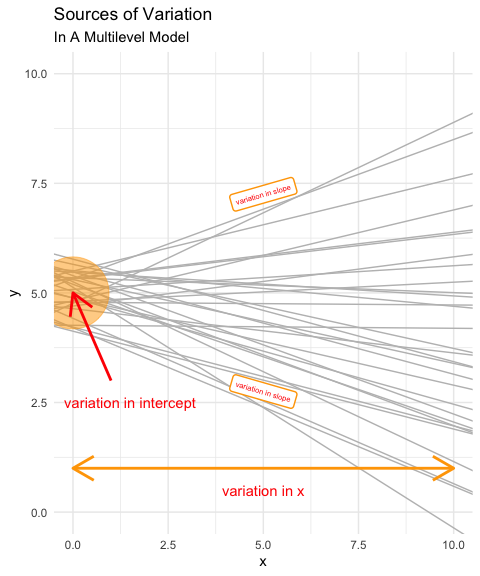 Sources of Variation
In A Multilevel Model
10.0
7.5
variation in slope
y
5.0
variation in slope
2.5
variation in intercept
variation in x
0.0
0.0 2.5 5.0 7.5 10.0
x